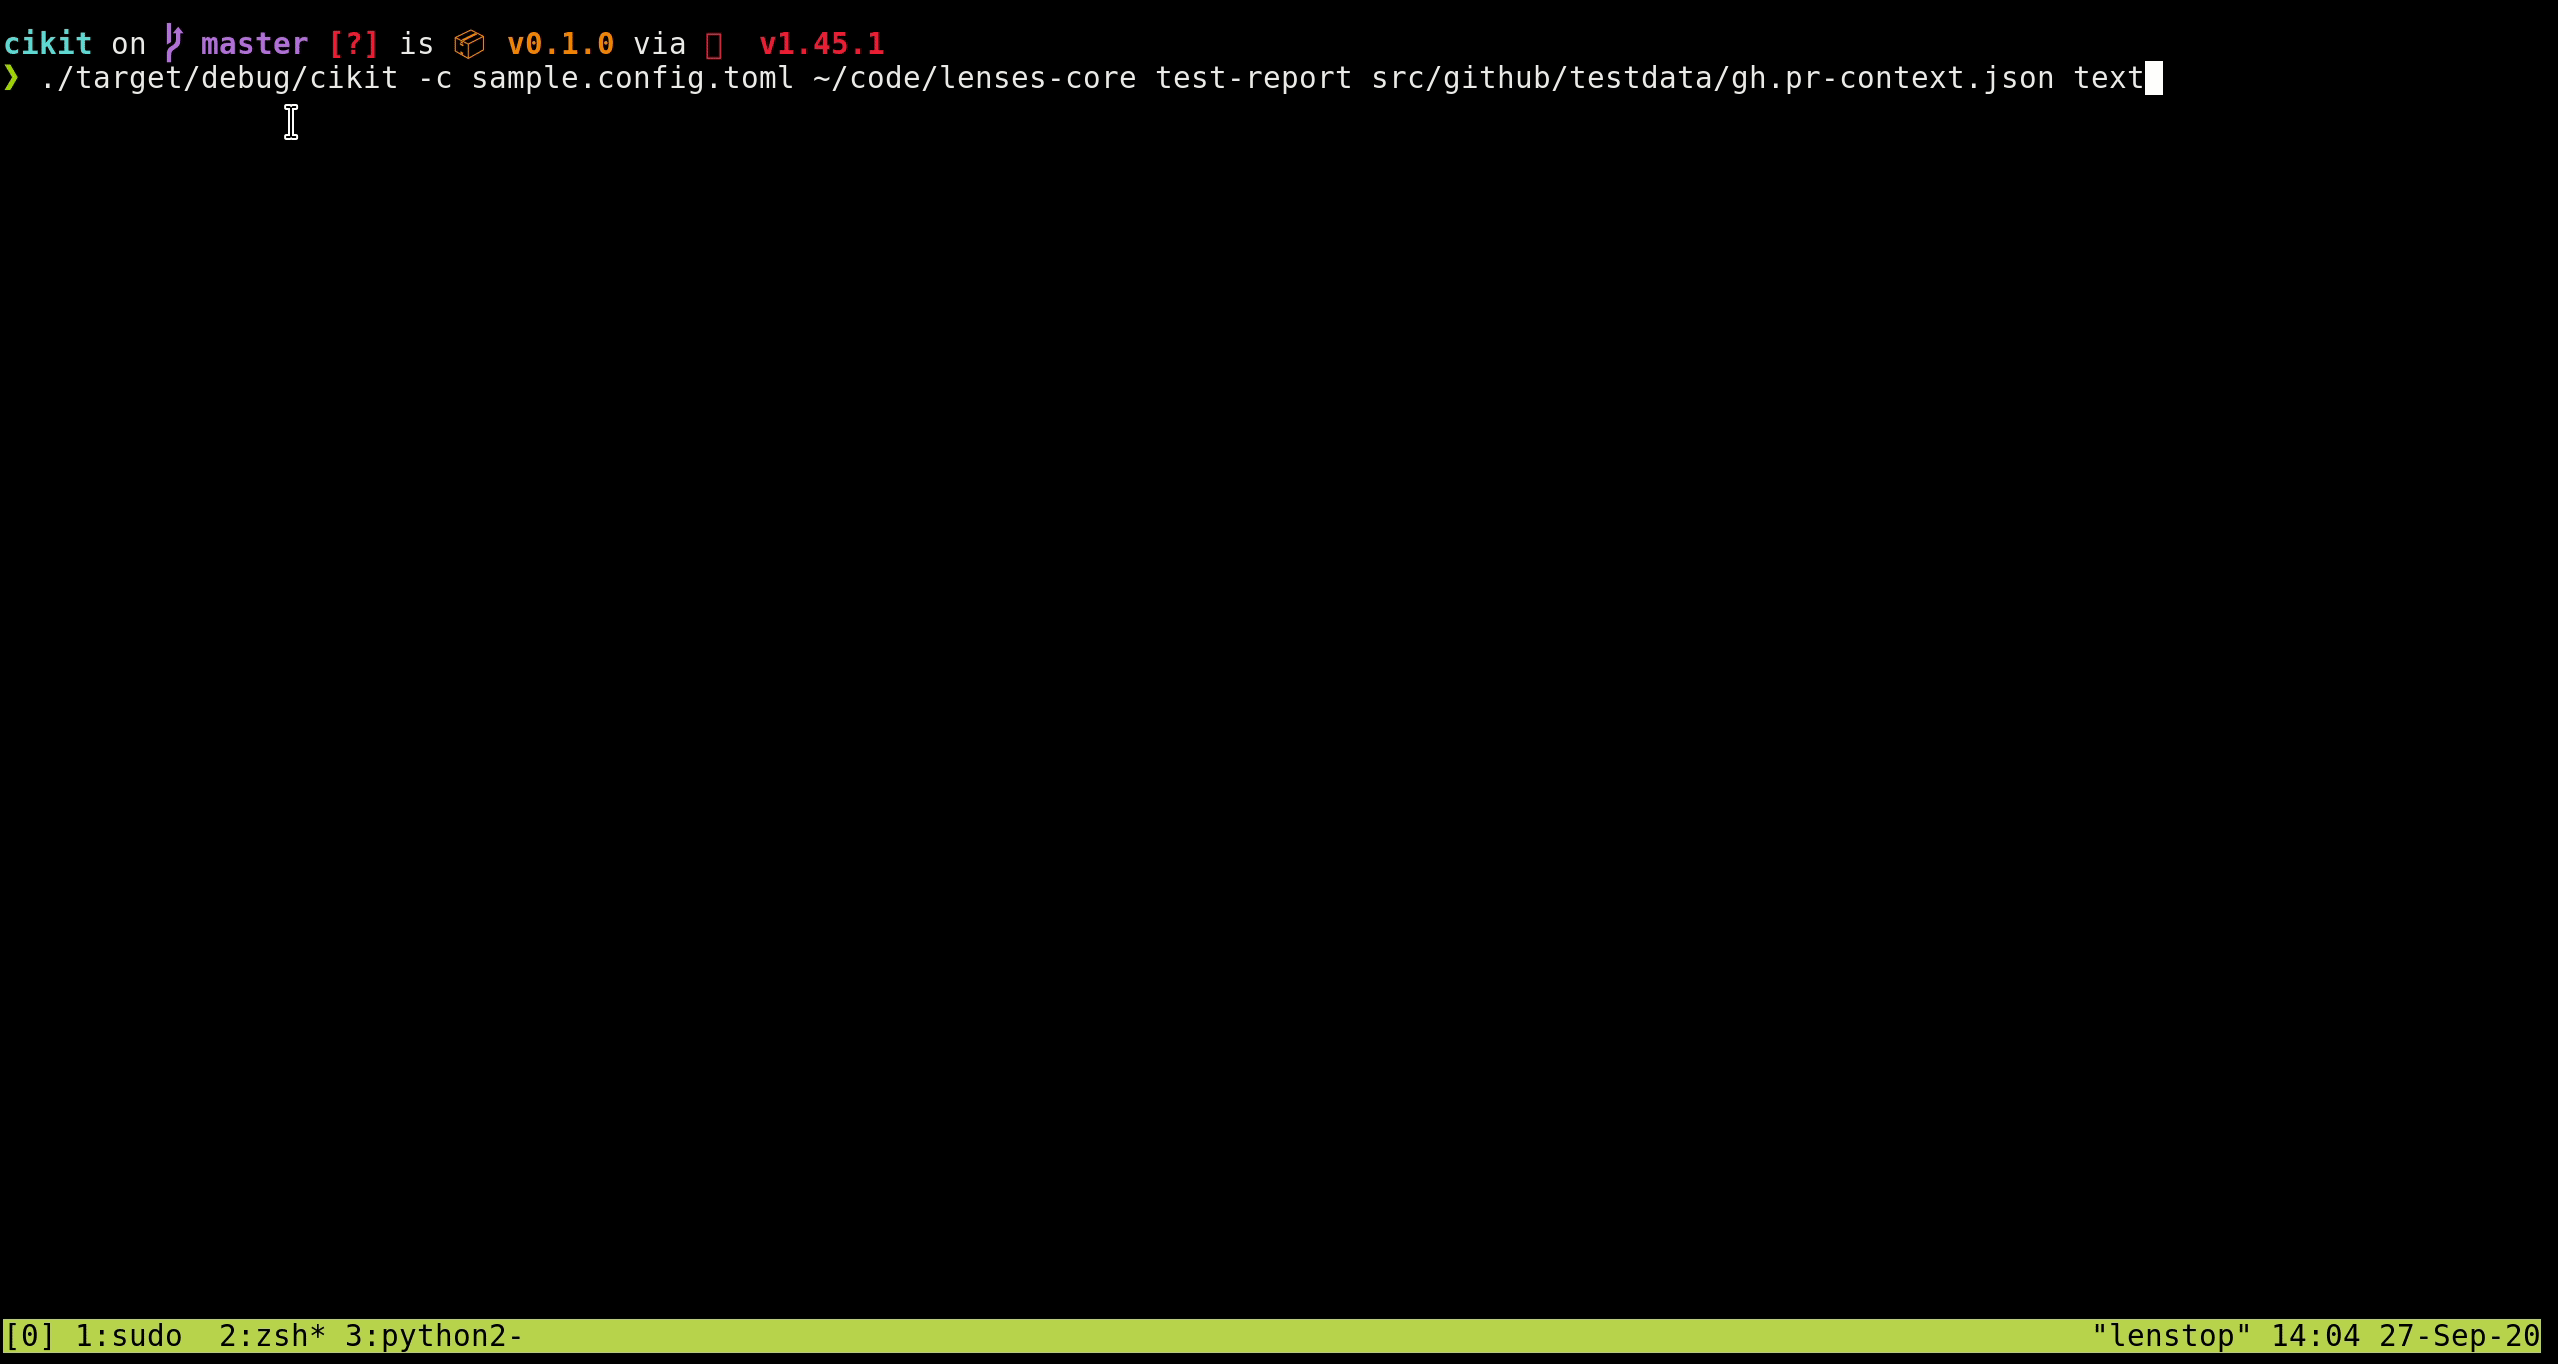 cikit on master [?] is 📦 v0.1.0 via v1.45.1
❯ ./target/debug/cikit -c sample.config.toml ~/code/lenses-core test-report src/github/testdata/gh.pr-context.json text
[0] 1:sudo  2:zsh* 3:python2- "lenstop" 14:04 27-Sep-20